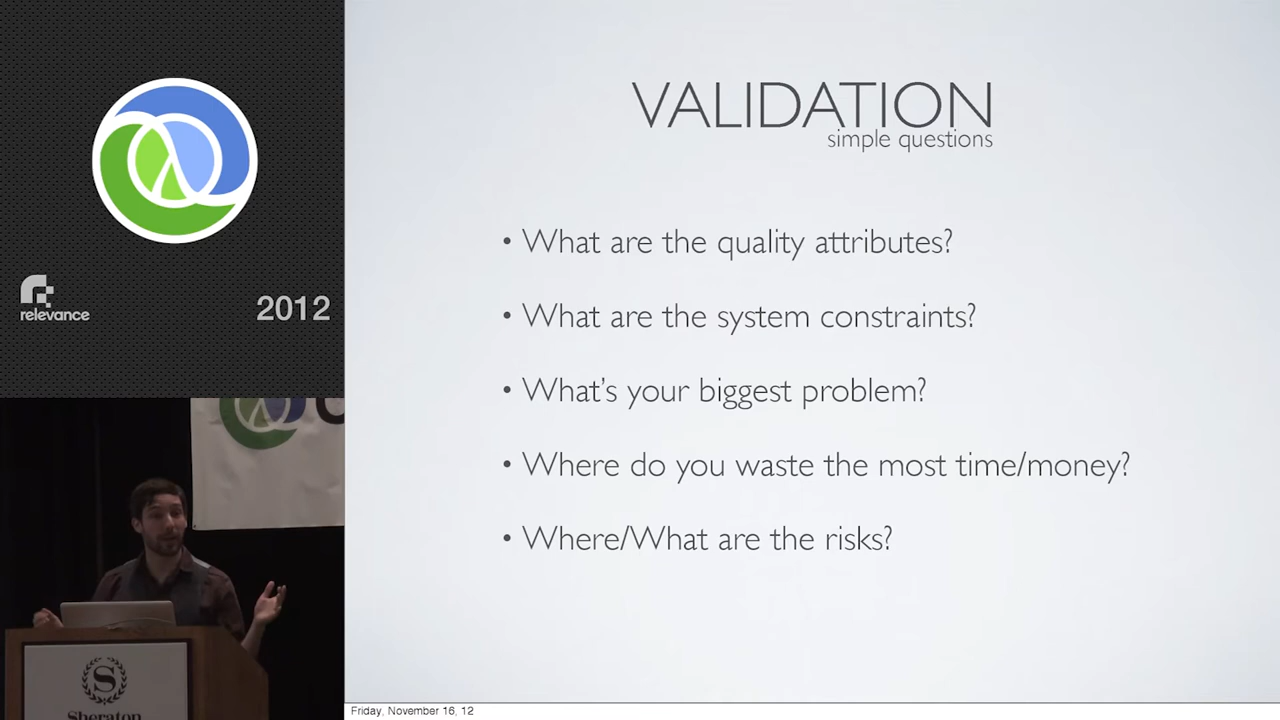 relevance
2012
VALIDATION
simple questions
• What are the quality attributes?
• What are the system constraints?
• What's your biggest problem?
• Where do you waste the most time/money?
• Where/What are the risks?
S
Sheraton
Friday, November 16, 12